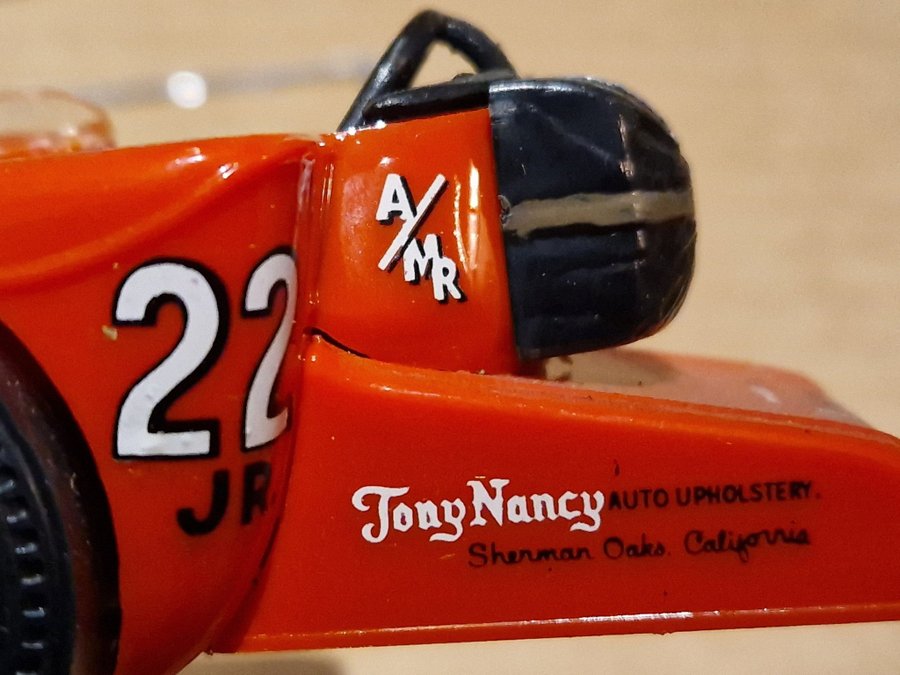 A/MR
22
JR.
Tony Nancy AUTO UPHOLSTERY.
Sherman Oaks. California